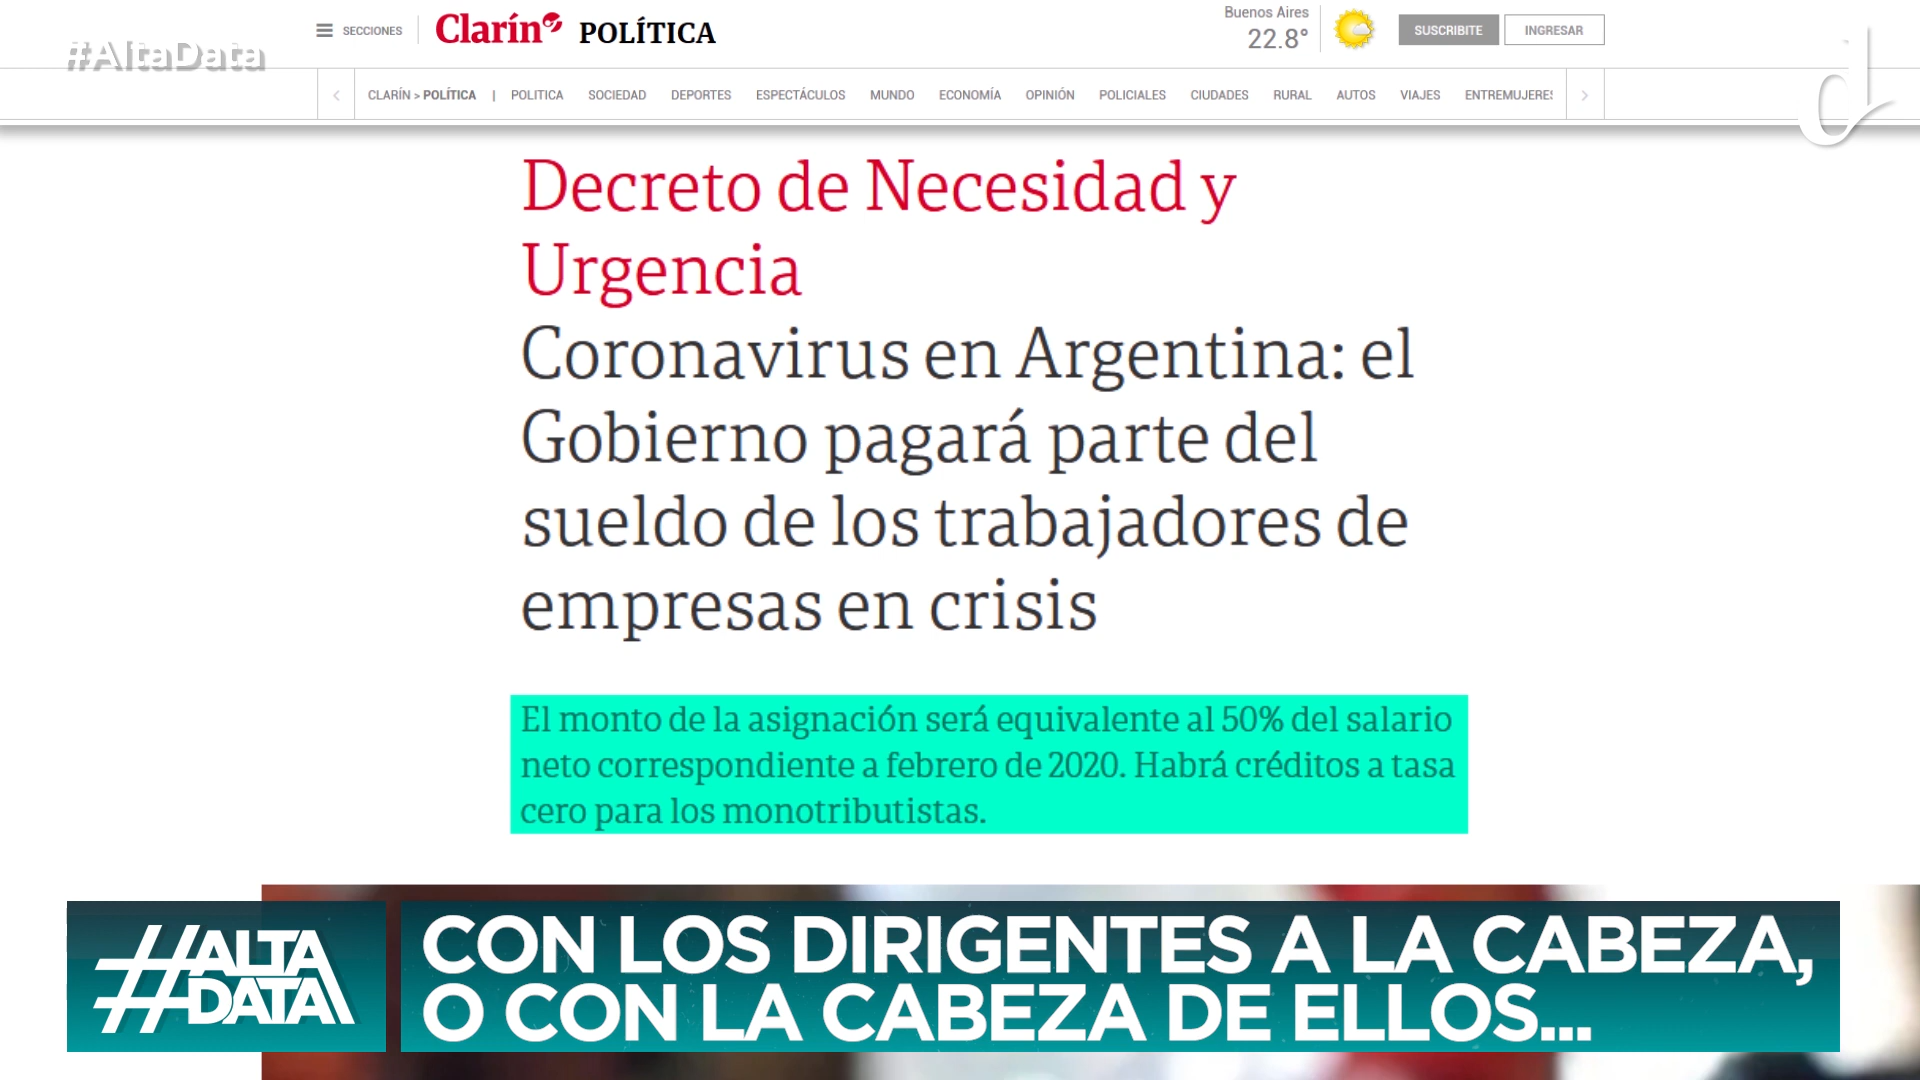 #AltaData
SECCIONES
Clarín
POLÍTICA
Buenos Aires
22.8°
SUSCRIBITE
INGRESAR
CLARÍN > POLÍTICA | POLITICA SOCIEDAD DEPORTES ESPECTÁCULOS MUNDO ECONOMÍA OPINIÓN POLICIALES CIUDADES RURAL AUTOS VIAJES ENTREMUJERES
d
Decreto de Necesidad y
Urgencia
Coronavirus en Argentina: el
Gobierno pagará parte del
sueldo de los trabajadores de
empresas en crisis
El monto de la asignación será equivalente al 50% del salario
neto correspondiente a febrero de 2020. Habrá créditos a tasa
cero para los monotributistas.
#ALTA
DATA
CON LOS DIRIGENTES A LA CABEZA,
O CON LA CABEZA DE ELLOS...